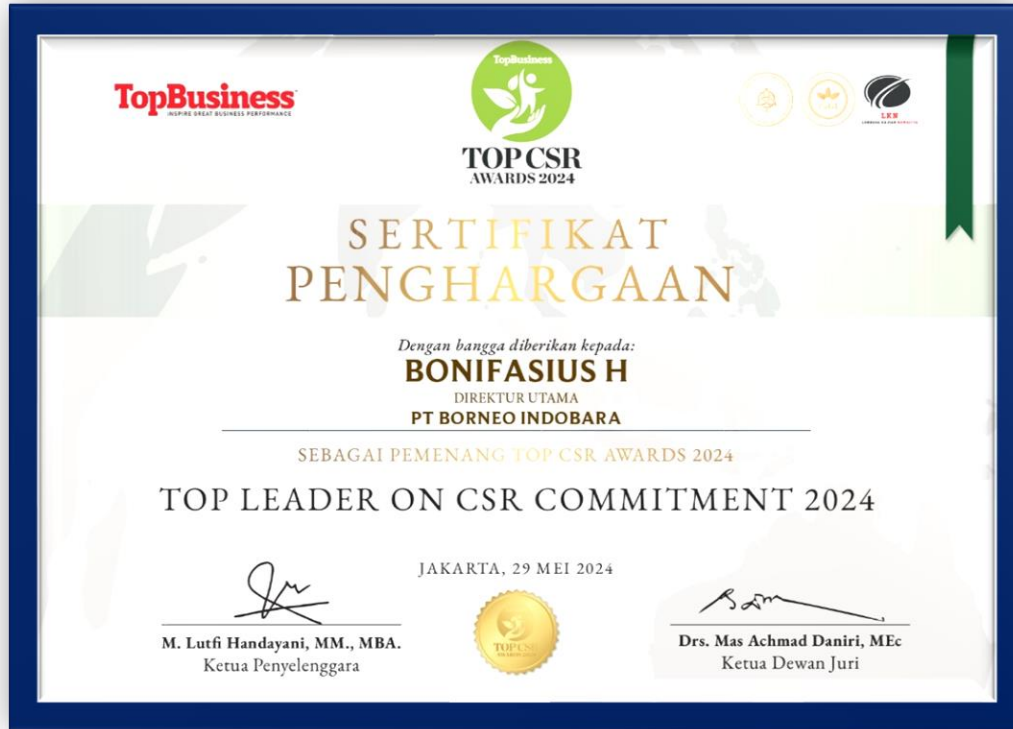 TopBusiness
INSPIRE GREAT BUSINESS PERFORMANCE
TopBusiness
TOP CSR
AWARDS 2024
LKN
SERTIFIKAT
PENGHARGAAN
Dengan bangga diberikan kepada:
BONIFASIUS H
DIREKTUR UTAMA
PT BORNEO INDOBARA
SEBAGAI PEMENANG TOP CSR AWARDS 2024
TOP LEADER ON CSR COMMITMENT 2024
JAKARTA, 29 MEI 2024
TOP CSR
M. Lutfi Handayani, MM., MBA.
Ketua Penyelenggara
Drs. Mas Achmad Daniri, MEc
Ketua Dewan Juri